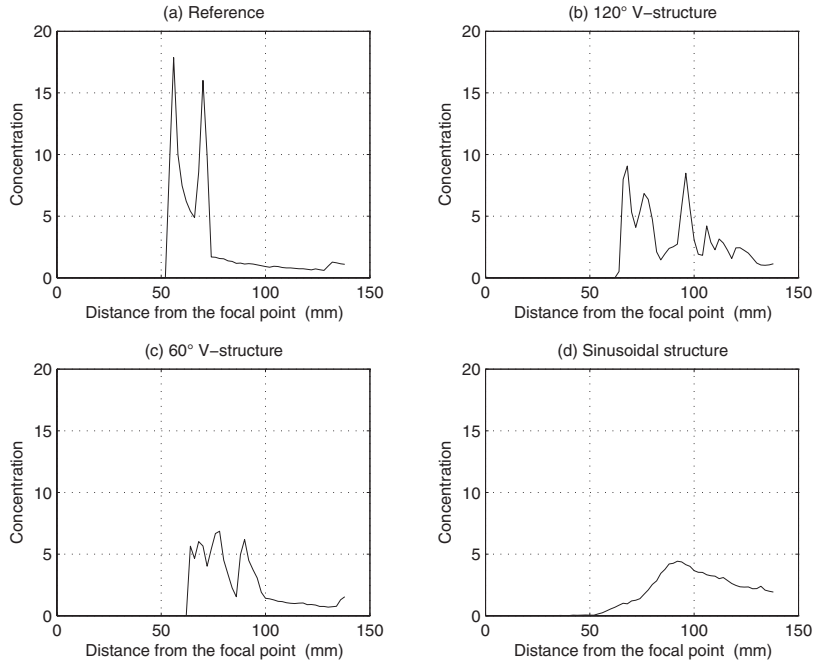 (a) Reference
20
15
10
5
0
Concentration
0 50 100 150
Distance from the focal point (mm)
(b) 120° V−structure
20
15
10
5
0
Concentration
0 50 100 150
Distance from the focal point (mm)
(c) 60° V−structure
20
15
10
5
0
Concentration
0 50 100 150
Distance from the focal point (mm)
(d) Sinusoidal structure
20
15
10
5
0
Concentration
0 50 100 150
Distance from the focal point (mm)